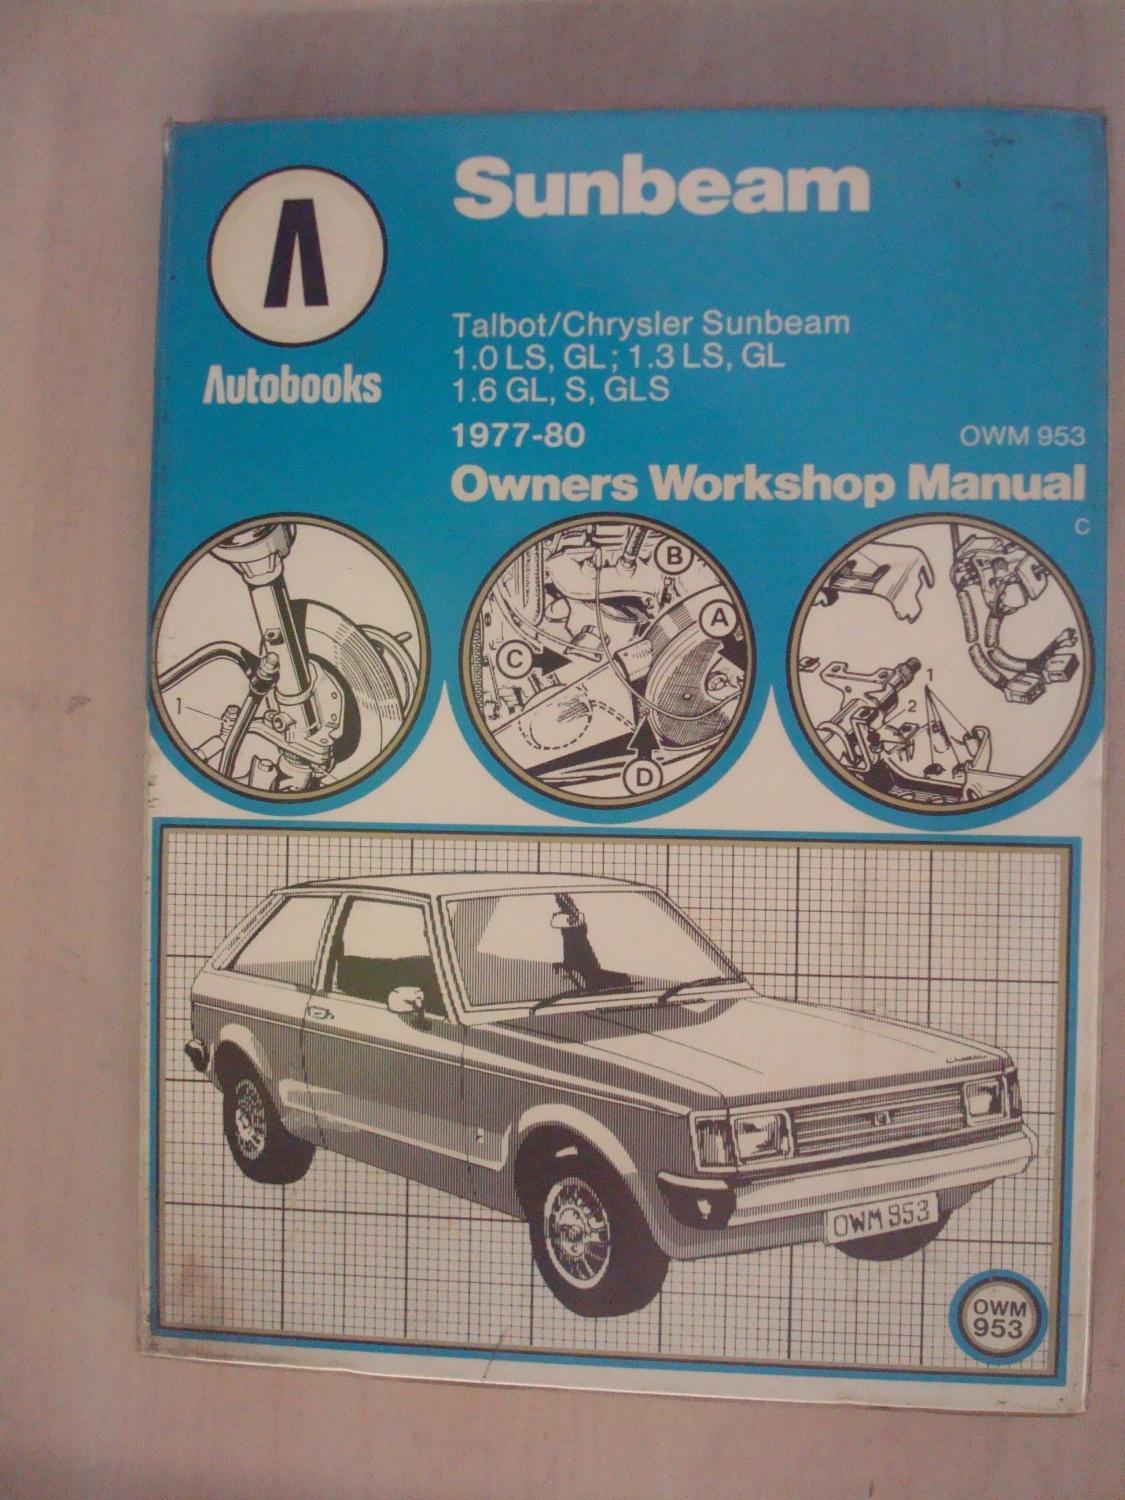 Sunbeam
Autobooks
Talbot/Chrysler Sunbeam
1.0 LS, GL; 1.3 LS, GL
1.6 GL, S, GLS
1977-80
OWM 953
Owners Workshop Manual
C
1
B
A
C
D
1
2
OWM 953
OWM
953